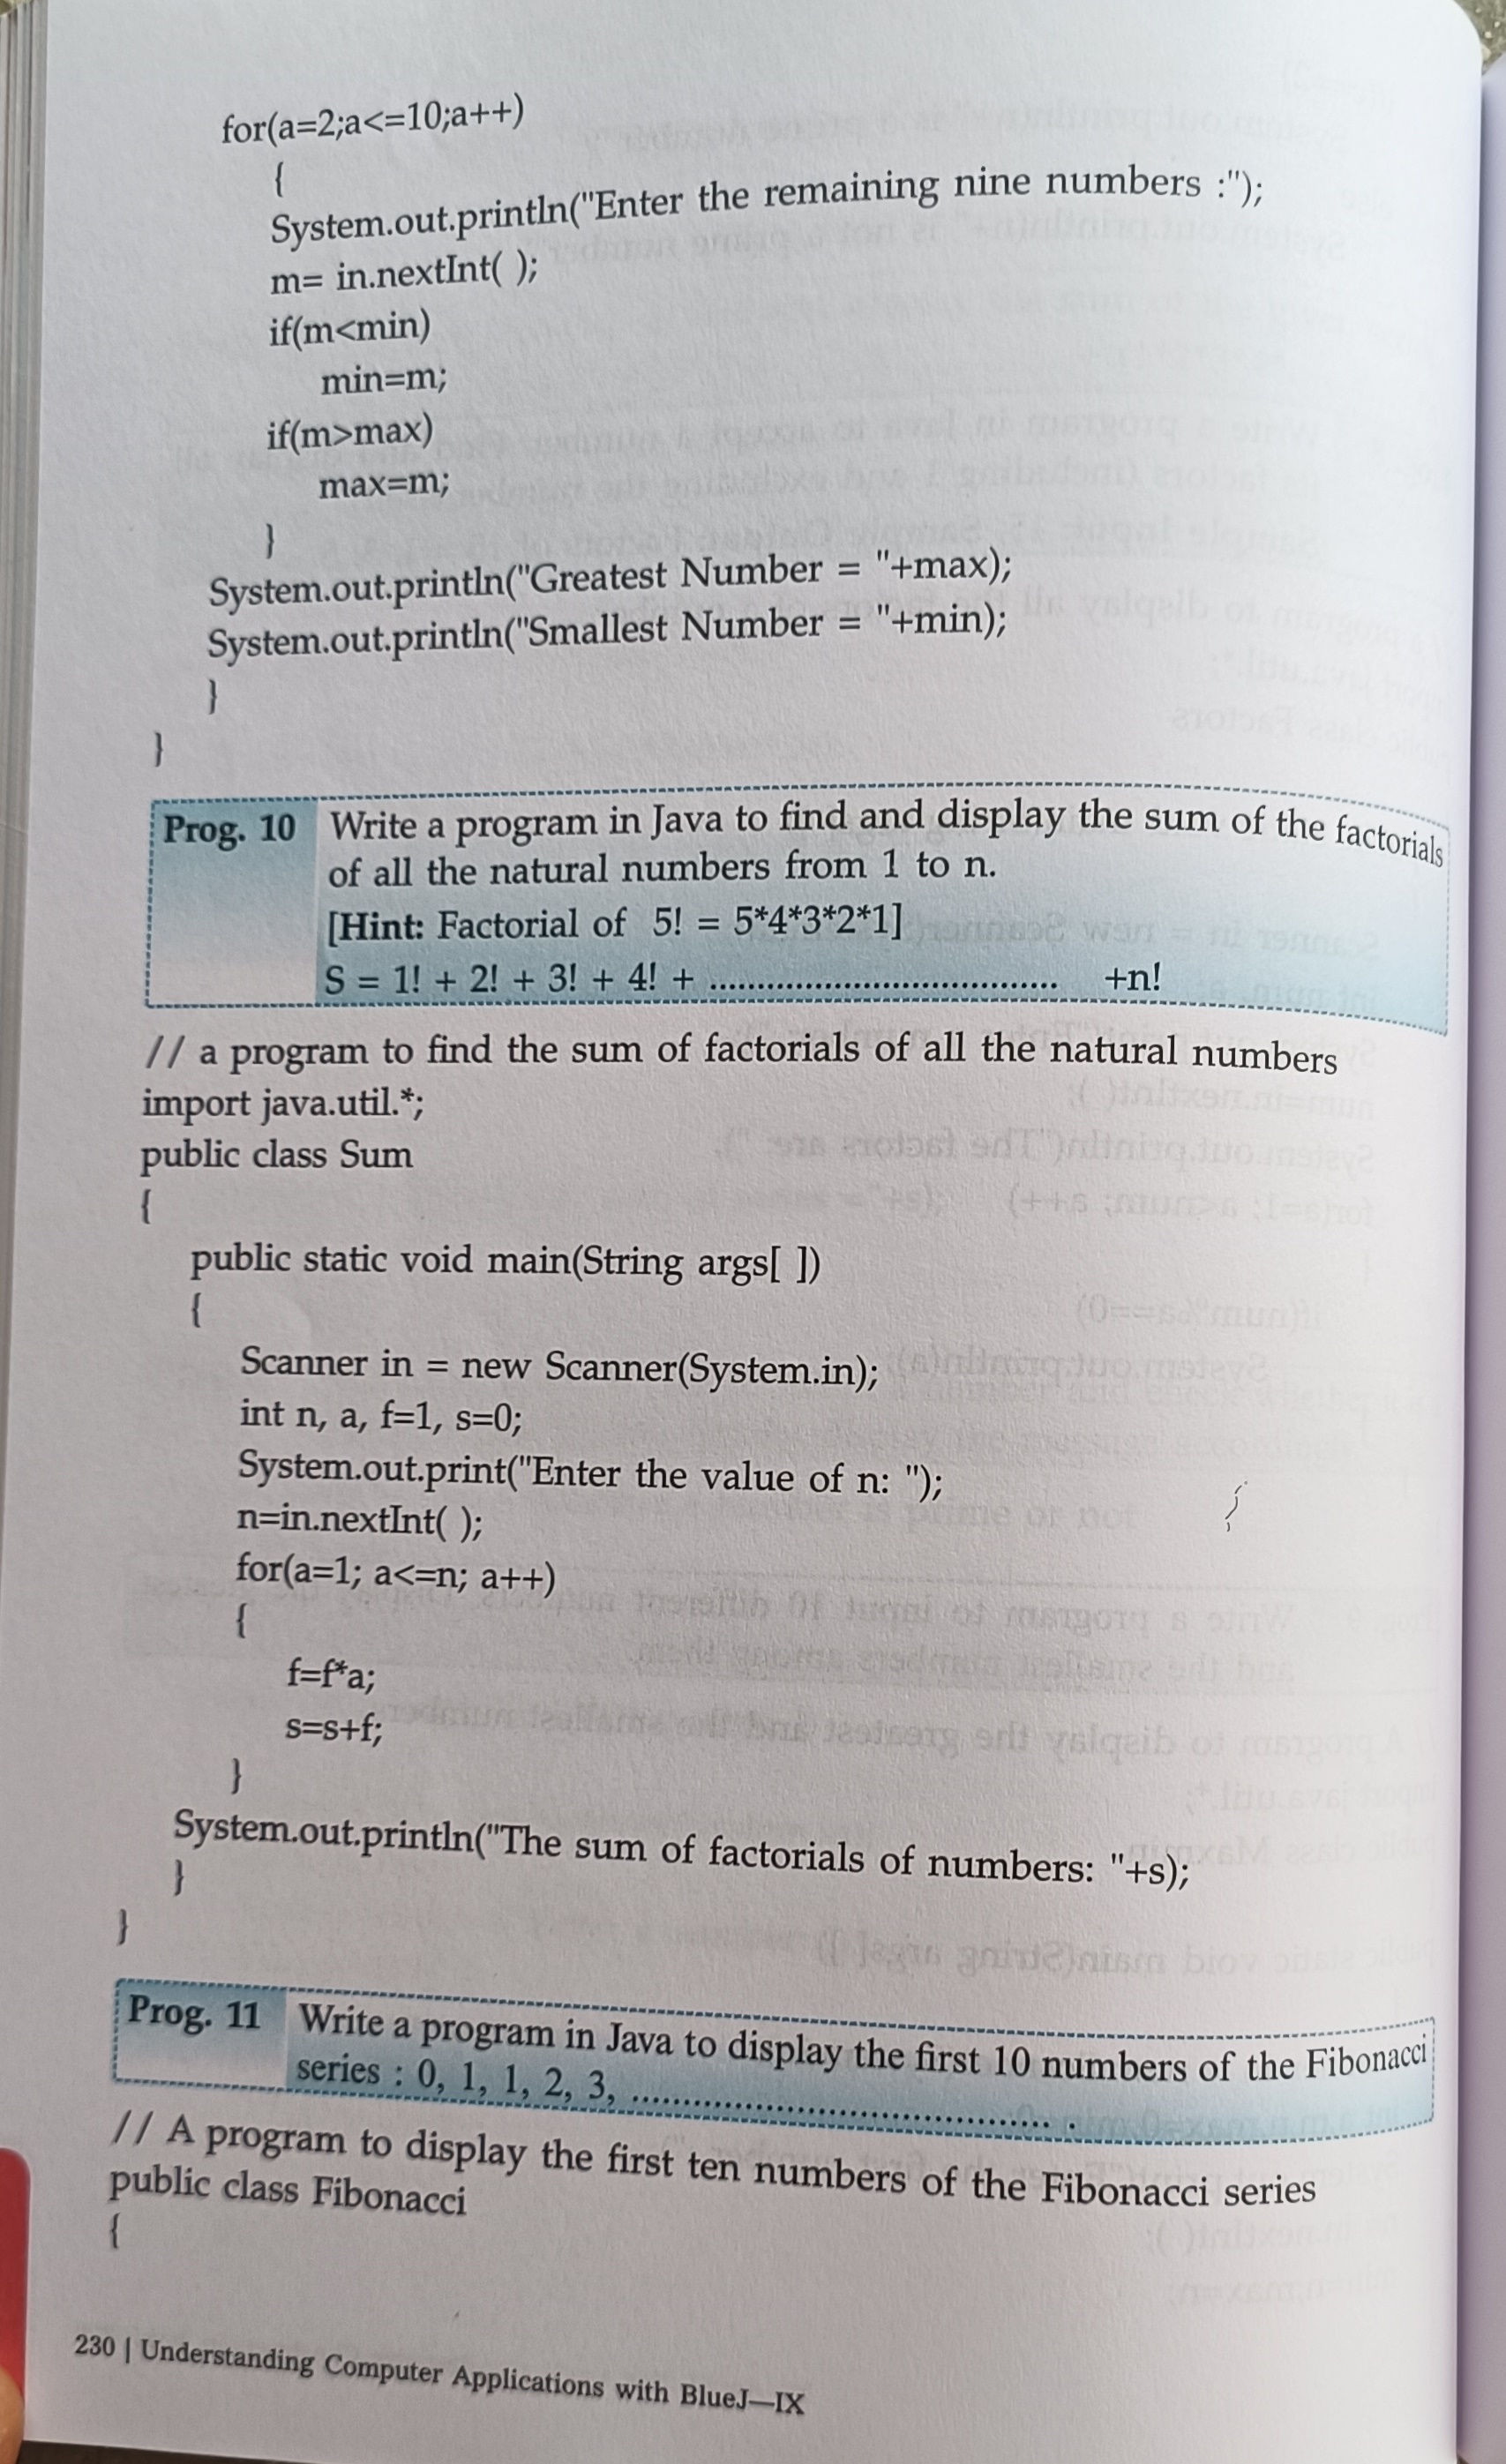 for(a=2;a<=10;a++)
{
System.out.println("Enter the remaining nine numbers :");
m= in.nextInt( );
if(m<min)
min=m;
if(m>max)
max=m;
}
System.out.println("Greatest Number = "+max);
System.out.println("Smallest Number = "+min);
}
}
Prog. 10 Write a program in Java to find and display the sum of the factorials
of all the natural numbers from 1 to n.
[Hint: Factorial of 5! = 5*4*3*2*1]
S = 1! + 2! + 3! + 4! + .................................... +n!
// a program to find the sum of factorials of all the natural numbers
import java.util.*;
public class Sum
{
public static void main(String args[ ])
{
Scanner in = new Scanner(System.in);
int n, a, f=1, s=0;
System.out.print("Enter the value of n: ");
n=in.nextInt( );
for(a=1; a<=n; a++)
{
f=f*a;
s=s+f;
}
System.out.println("The sum of factorials of numbers: "+s);
}
}
Prog. 11 Write a program in Java to display the first 10 numbers of the Fibonacci
series : 0, 1, 1, 2, 3, ............................................ .
// A program to display the first ten numbers of the Fibonacci series
public class Fibonacci
{
230 | Understanding Computer Applications with BlueJ—IX